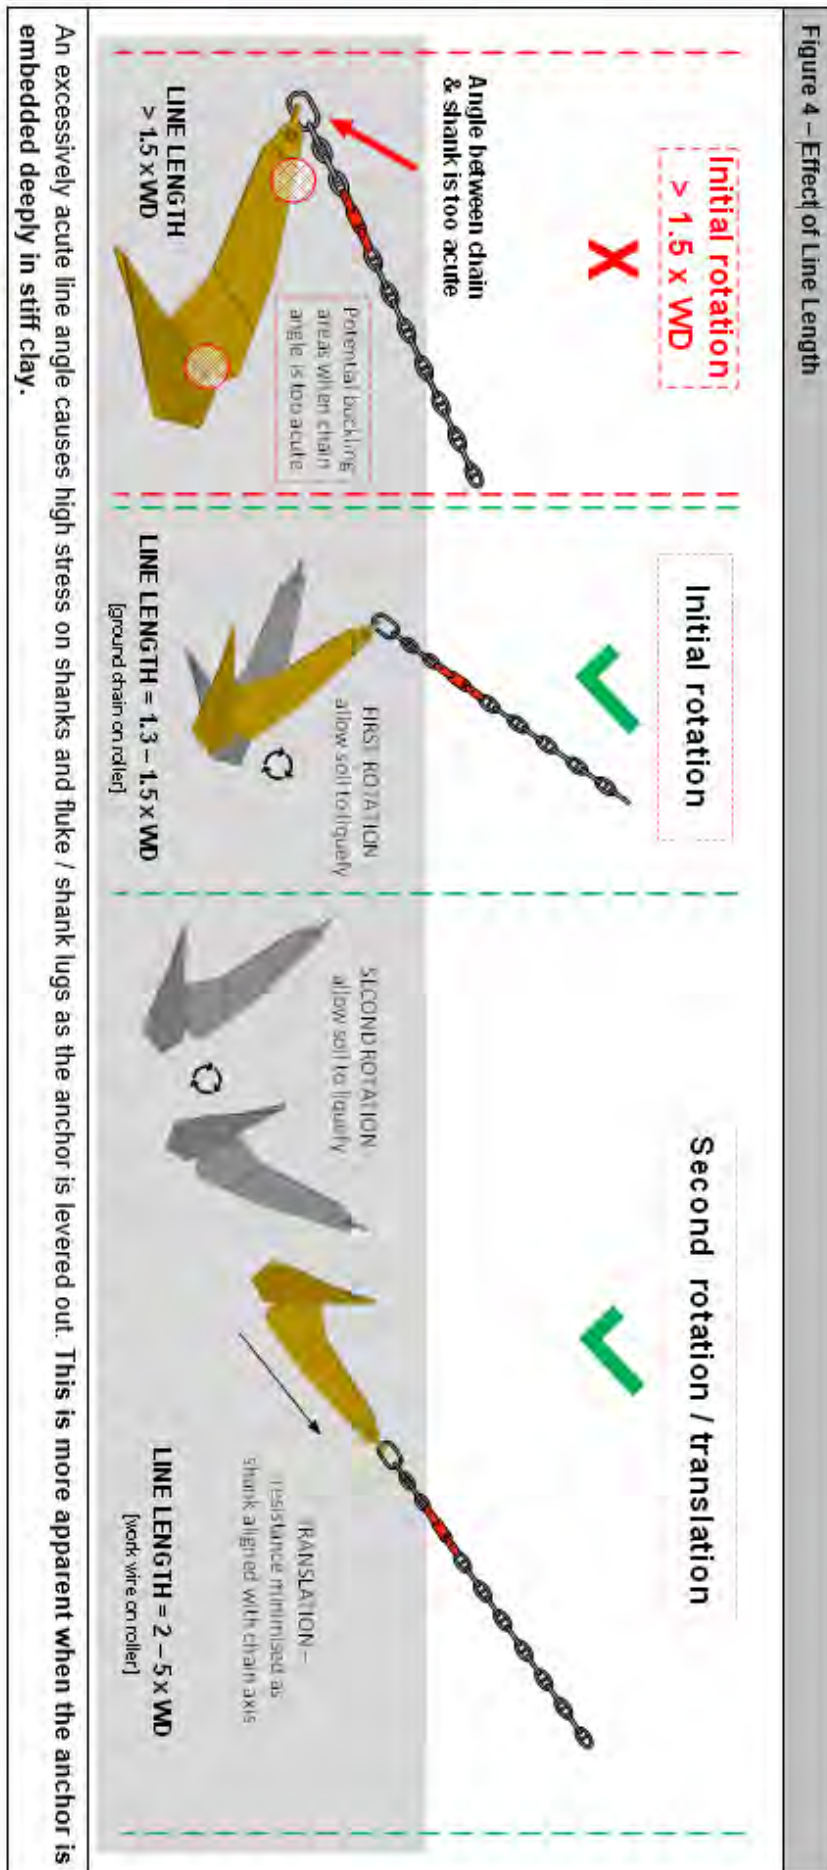 Figure 4 – Effect of Line Length
Initial rotation
> 1.5 x WD
X
Angle between chain
& shank is too acute
Potential buckling
areas when chain
angle is too acute
LINE LENGTH
> 1.5 x WD
Initial rotation
FIRST ROTATION
allow soil to liquefy
LINE LENGTH = 1.3 – 1.5 x WD
[ground chain on roller]
Second rotation / translation
SECOND ROTATION
allow soil to liquefy
TRANSLATION –
resistance minimised as
shank aligned with chain axis
LINE LENGTH = 2 – 5 x WD
[work wire on roller]
An excessively acute line angle causes high stress on shanks and fluke / shank lugs as the anchor is levered out. This is more apparent when the anchor is
embedded deeply in stiff clay.